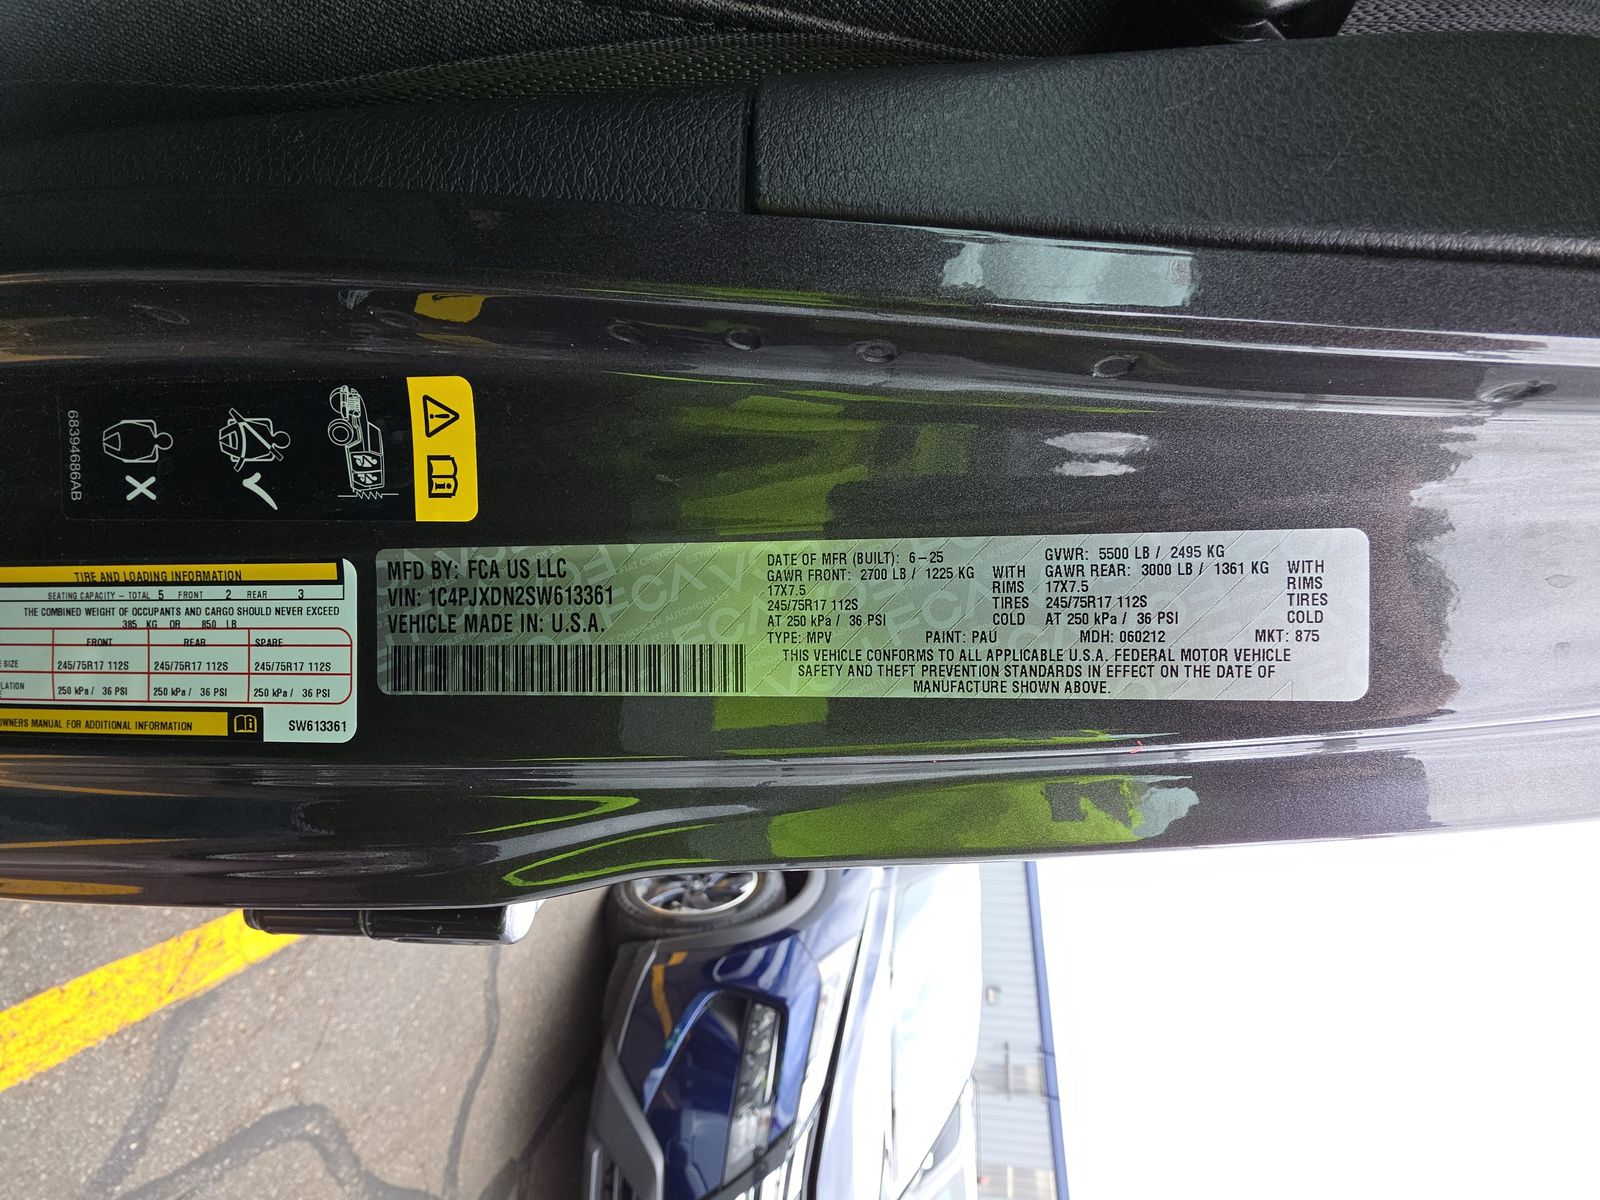 68394686AB
TIRE AND LOADING INFORMATION
SEATING CAPACITY – TOTAL 5 FRONT 2 REAR 3
THE COMBINED WEIGHT OF OCCUPANTS AND CARGO SHOULD NEVER EXCEED
385 KG OR 850 LB
FRONT REAR SPARE
SIZE 245/75R17 112S 245/75R17 112S 245/75R17 112S
LATION 250 kPa / 36 PSI 250 kPa / 36 PSI 250 kPa / 36 PSI
OWNERS MANUAL FOR ADDITIONAL INFORMATION
SW613361
MFD BY: FCA US LLC
VIN: 1C4PJXDN2SW613361
VEHICLE MADE IN: U.S.A.
DATE OF MFR (BUILT): 6-25 GVWR: 5500 LB / 2495 KG
GAWR FRONT: 2700 LB / 1225 KG WITH GAWR REAR: 3000 LB / 1361 KG WITH
17X7.5 RIMS 17X7.5 RIMS
245/75R17 112S TIRES 245/75R17 112S TIRES
AT 250 kPa / 36 PSI COLD AT 250 kPa / 36 PSI COLD
TYPE: MPV PAINT: PAU MDH: 060212 MKT: 875
THIS VEHICLE CONFORMS TO ALL APPLICABLE U.S.A. FEDERAL MOTOR VEHICLE
SAFETY AND THEFT PREVENTION STANDARDS IN EFFECT ON THE DATE OF
MANUFACTURE SHOWN ABOVE.